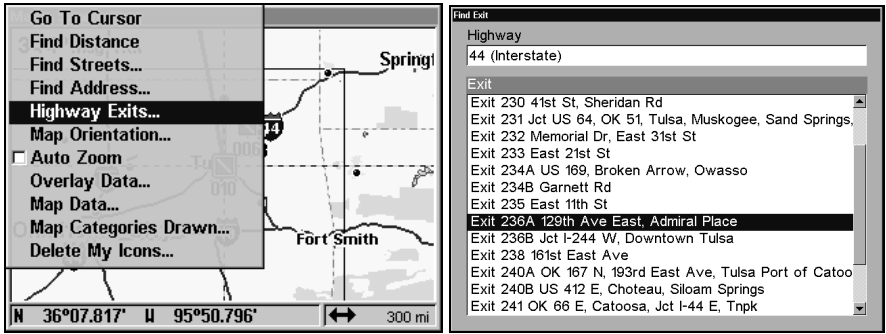 Go To Cursor
Find Distance
Find Streets...
Find Address...
Highway Exits...
Map Orientation...
Auto Zoom
Overlay Data...
Map Data...
Map Categories Drawn...
Delete My Icons...
Springf
44
006
Tu
010
Fort Smith
N 36°07.817' W 95°50.796' 300 mi
Find Exit
Highway
44 (Interstate)
Exit
Exit 230 41st St, Sheridan Rd
Exit 231 Jct US 64, OK 51, Tulsa, Muskogee, Sand Springs,
Exit 232 Memorial Dr, East 31st St
Exit 233 East 21st St
Exit 234A US 169, Broken Arrow, Owasso
Exit 234B Garnett Rd
Exit 235 East 11th St
Exit 236A 129th Ave East, Admiral Place
Exit 236B Jct I-244 W, Downtown Tulsa
Exit 238 161st East Ave
Exit 240A OK 167 N, 193rd East Ave, Tulsa Port of Catoo
Exit 240B US 412 E, Choteau, Siloam Springs
Exit 241 OK 66 E, Catoosa, Jct I-44 E, Tnpk